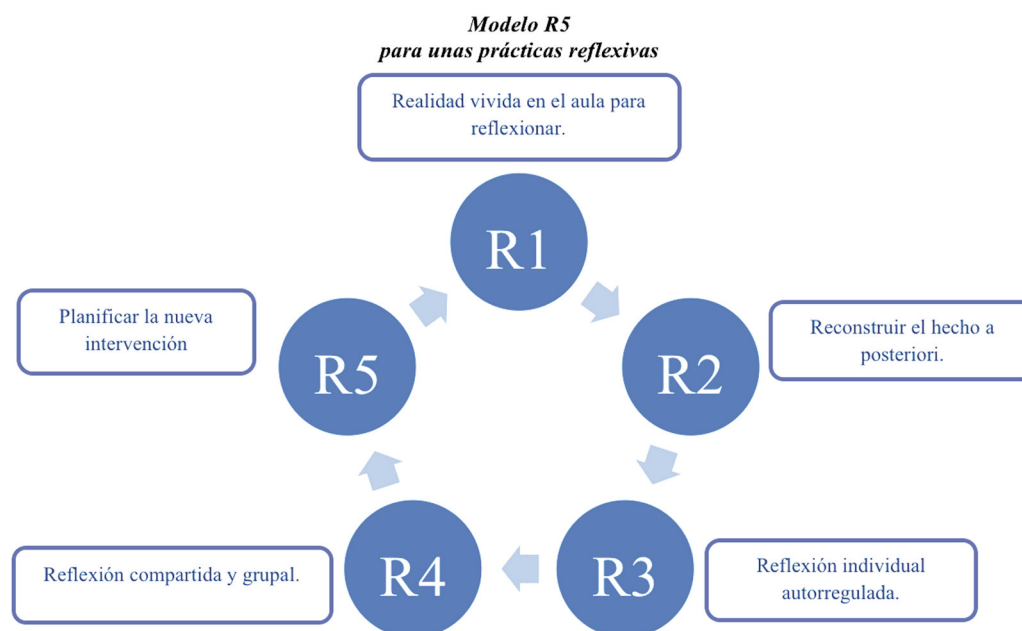 Modelo R5
para unas prácticas reflexivas
Realidad vivida en el aula para
reflexionar.
R1
Planificar la nueva
intervención
R5
R2
Reconstruir el hecho a
posteriori.
Reflexión compartida y grupal.
R4
R3
Reflexión individual
autorregulada.